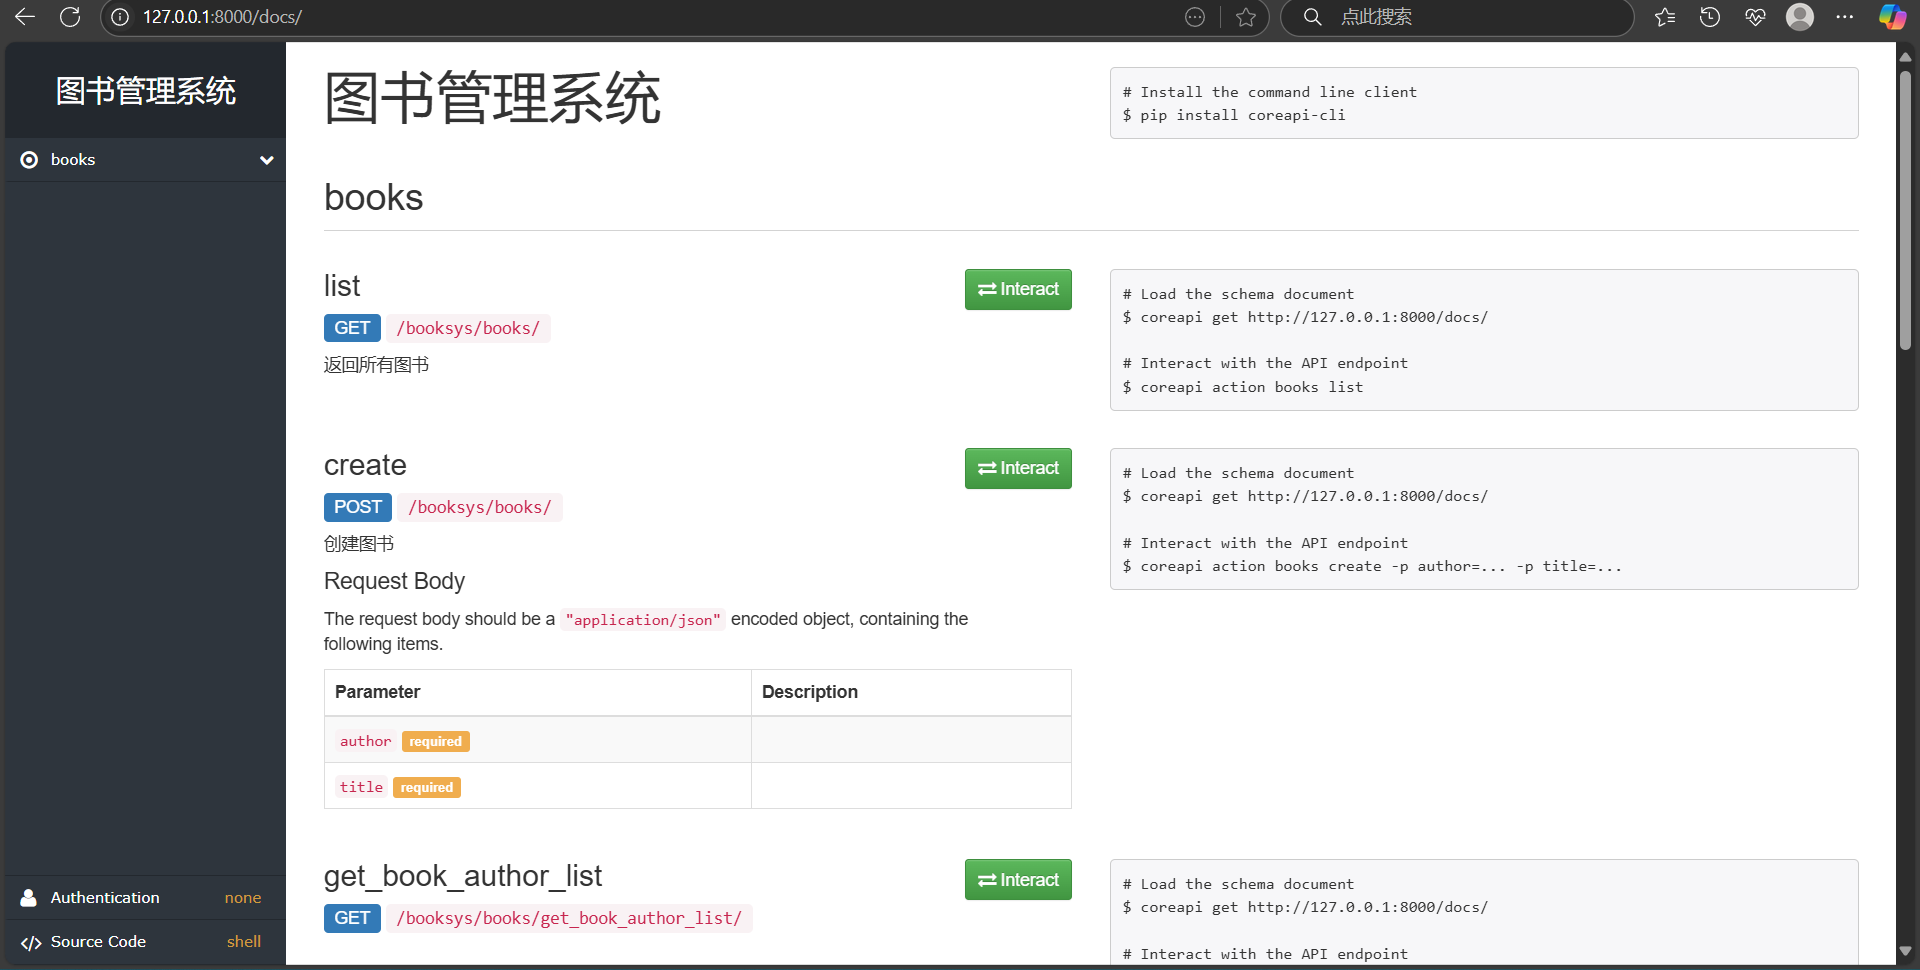 127.0.0.1:8000/docs/
点此搜索
图书管理系统
books
Authentication none
Source Code shell
图书管理系统
# Install the command line client
$ pip install coreapi-cli
books
list
Interact
GET /booksys/books/
返回所有图书
# Load the schema document
$ coreapi get http://127.0.0.1:8000/docs/
# Interact with the API endpoint
$ coreapi action books list
create
Interact
POST /booksys/books/
创建图书
Request Body
The request body should be a "application/json" encoded object, containing the
following items.
Parameter Description
author required
title required
# Load the schema document
$ coreapi get http://127.0.0.1:8000/docs/
# Interact with the API endpoint
$ coreapi action books create -p author=... -p title=...
get_book_author_list
Interact
GET /booksys/books/get_book_author_list/
# Load the schema document
$ coreapi get http://127.0.0.1:8000/docs/
# Interact with the API endpoint